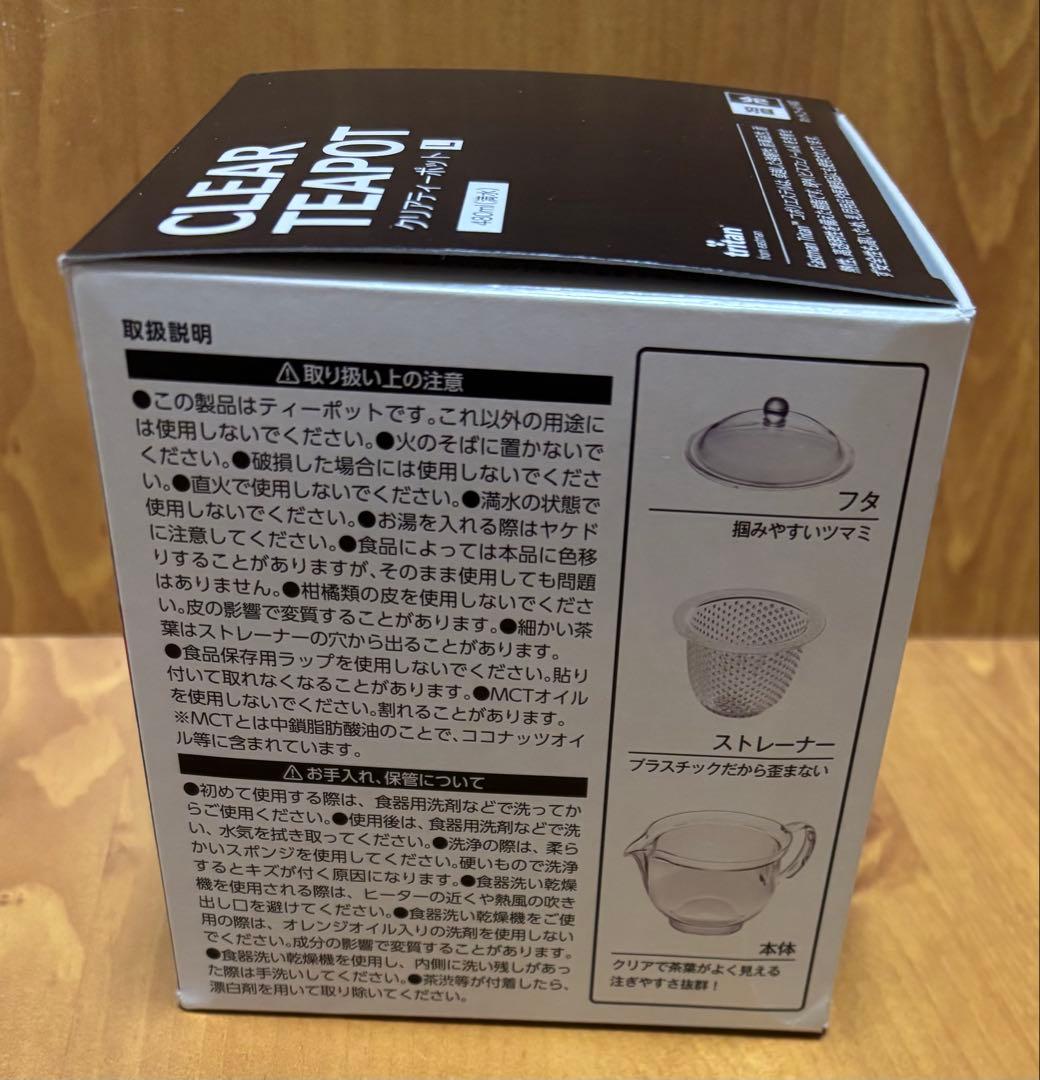 CLEAR
TEAPOT
クリアティーポット L
480ml(満水)
tritan
from eastman
取扱説明
⚠取り扱い上の注意
●この製品はティーポットです。これ以外の用途に
は使用しないでください。●火のそばに置かないで
ください。●破損した場合には使用しないでくださ
い。●直火で使用しないでください。●満水の状態で
使用しないでください。●お湯を入れる際はヤケド
に注意してください。●食品によっては本品に色移
りすることがありますが、そのまま使用しても問題
はありません。●柑橘類の皮を使用しないでくださ
い。皮の影響で変質することがあります。●細かい茶
葉はストレーナーの穴から出ることがあります。
●食品保存用ラップを使用しないでください。貼り
付いて取れなくなることがあります。●MCTオイル
を使用しないでください。割れることがあります。
※MCTとは中鎖脂肪酸油のことで、ココナッツオイ
ル等に含まれています。
⚠お手入れ、保管について
●初めて使用する際は、食器用洗剤などで洗ってか
らご使用ください。●使用後は、食器用洗剤などで洗
い、水気を拭き取ってください。●洗浄の際は、柔ら
かいスポンジを使用してください。硬いもので洗浄
するとキズが付く原因になります。●食器洗い乾燥
機を使用される際は、ヒーターの近くや熱風の吹き
出し口を避けてください。●食器洗い乾燥機をご使
用の際は、オレンジオイル入りの洗剤を使用しない
でください。成分の影響で変質することがあります。
●食器洗い乾燥機を使用し、内側に洗い残しがあっ
た際は手洗いしてください。●茶渋等が付着したら、
漂白剤を用いて取り除いてください。
フタ
掴みやすいツマミ
ストレーナー
プラスチックだから歪まない
本体
クリアで茶葉がよく見える
注ぎやすさ抜群！